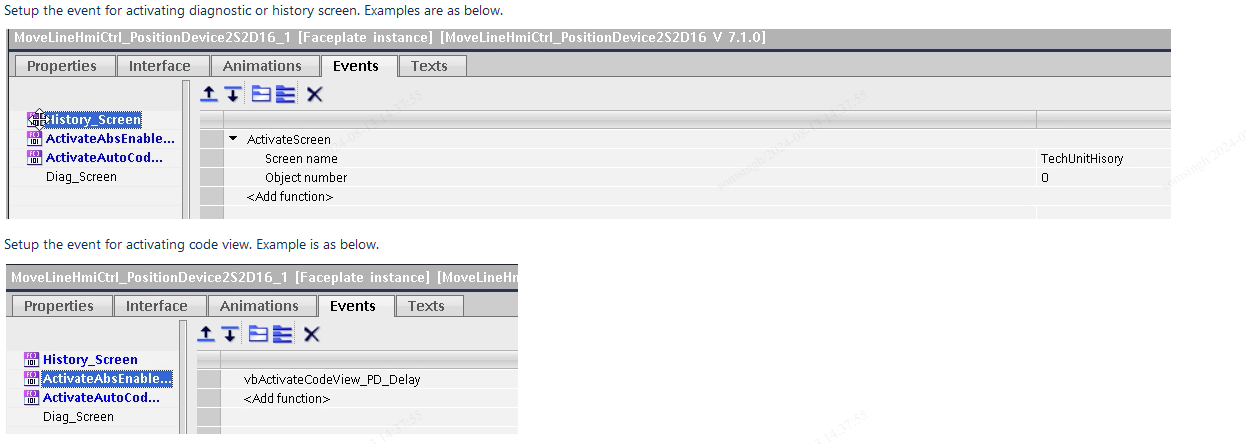 Setup the event for activating diagnostic or history screen. Examples are as below.
MoveLineHmiCtrl_PositionDevice2S2D16_1 [Faceplate instance] [MoveLineHmiCtrl_PositionDevice2S2D16 V 7.1.0]
Properties Interface Animations Events Texts
History_Screen
ActivateAbsEnable... ActivateScreen
ActivateAutoCod... Screen name TechUnitHisory
Diag_Screen Object number 0
<Add function>
Setup the event for activating code view. Example is as below.
MoveLineHmiCtrl_PositionDevice2S2D16_1 [Faceplate instance] [MoveLineHm
Properties Interface Animations Events Texts
History_Screen
ActivateAbsEnable... vbActivateCodeView_PD_Delay
ActivateAutoCod... <Add function>
Diag_Screen